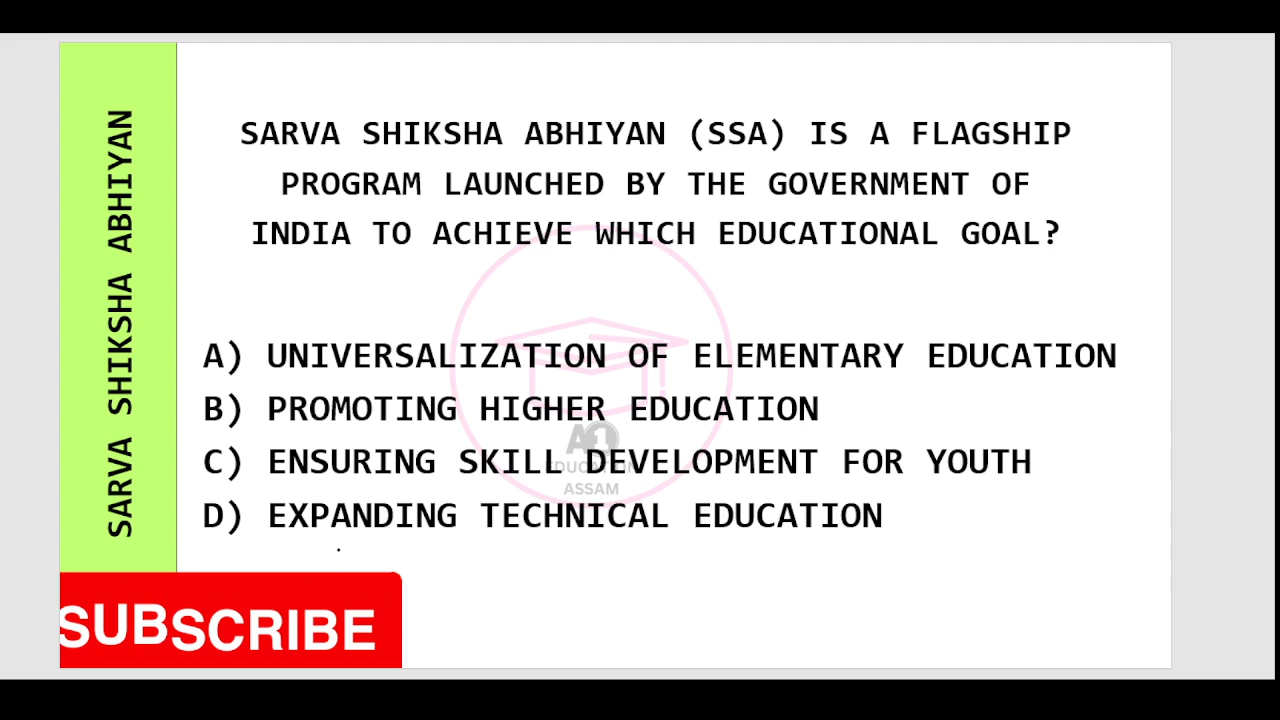 SARVA SHIKSHA ABHIYAN
SARVA SHIKSHA ABHIYAN (SSA) IS A FLAGSHIP
PROGRAM LAUNCHED BY THE GOVERNMENT OF
INDIA TO ACHIEVE WHICH EDUCATIONAL GOAL?
A) UNIVERSALIZATION OF ELEMENTARY EDUCATION
B) PROMOTING HIGHER EDUCATION
A1
C) ENSURING SKILL DEVELOPMENT FOR YOUTH
EDUCATION
ASSAM
D) EXPANDING TECHNICAL EDUCATION
SUBSCRIBE